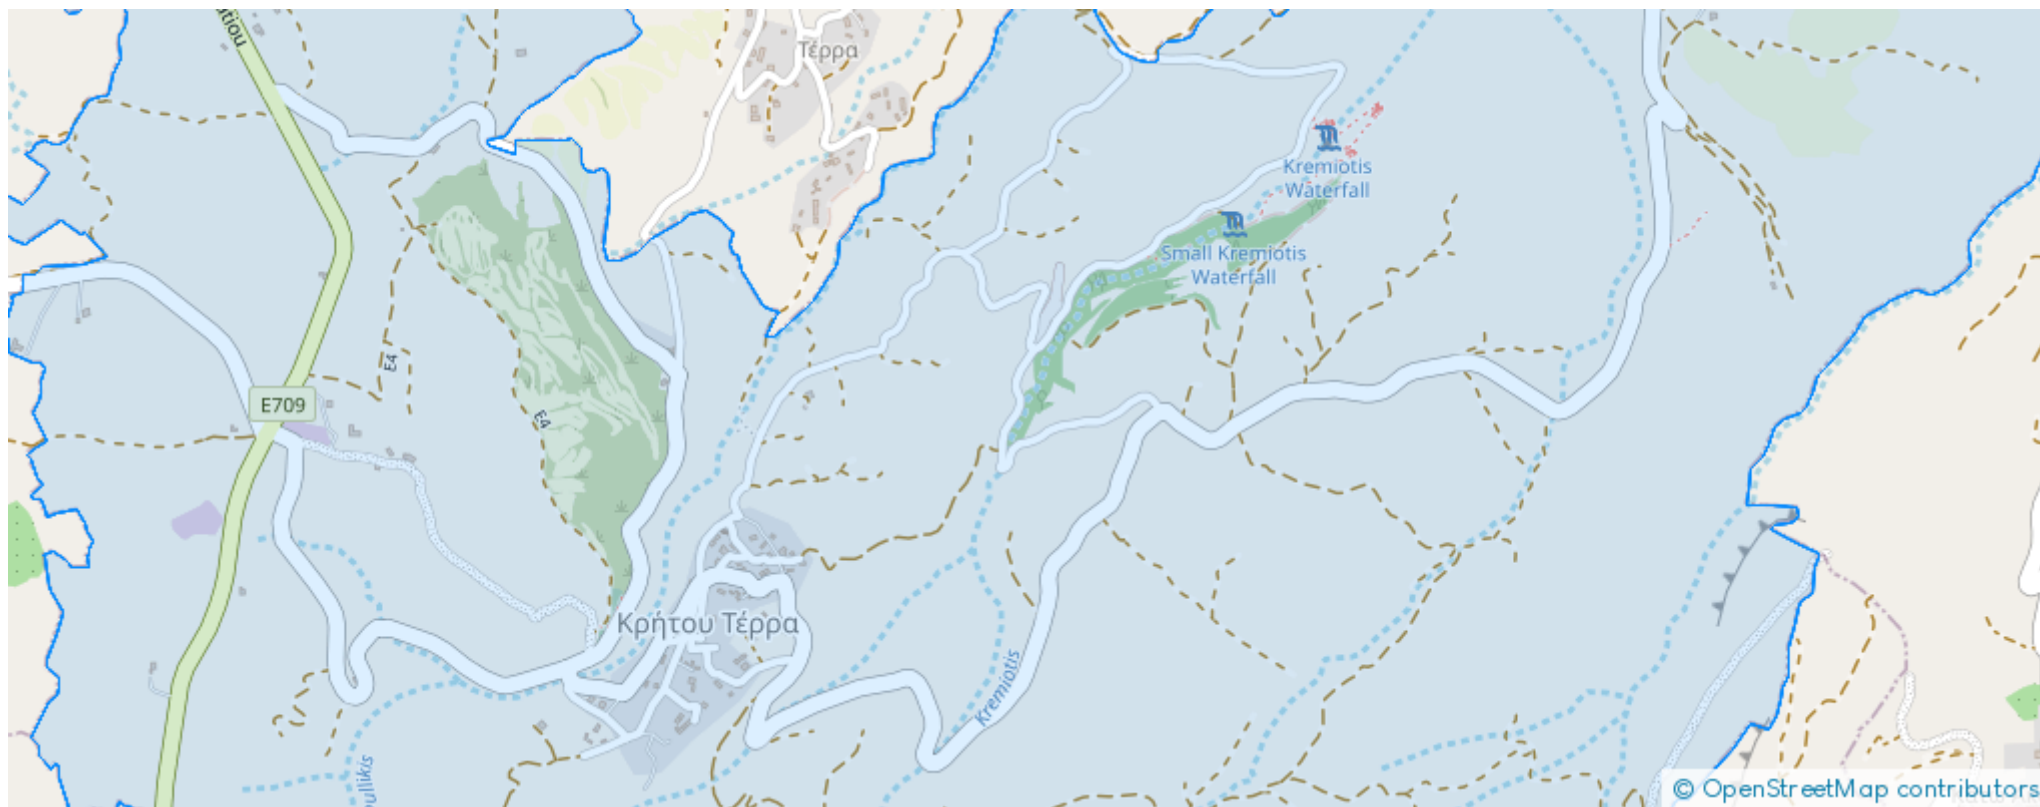 Τέρρα
Kremiotis
Waterfall
Small Kremiotis
Waterfall
E4
E709
E4
Κρήτου Τέρρα
Kremiotis
© OpenStreetMap contributors